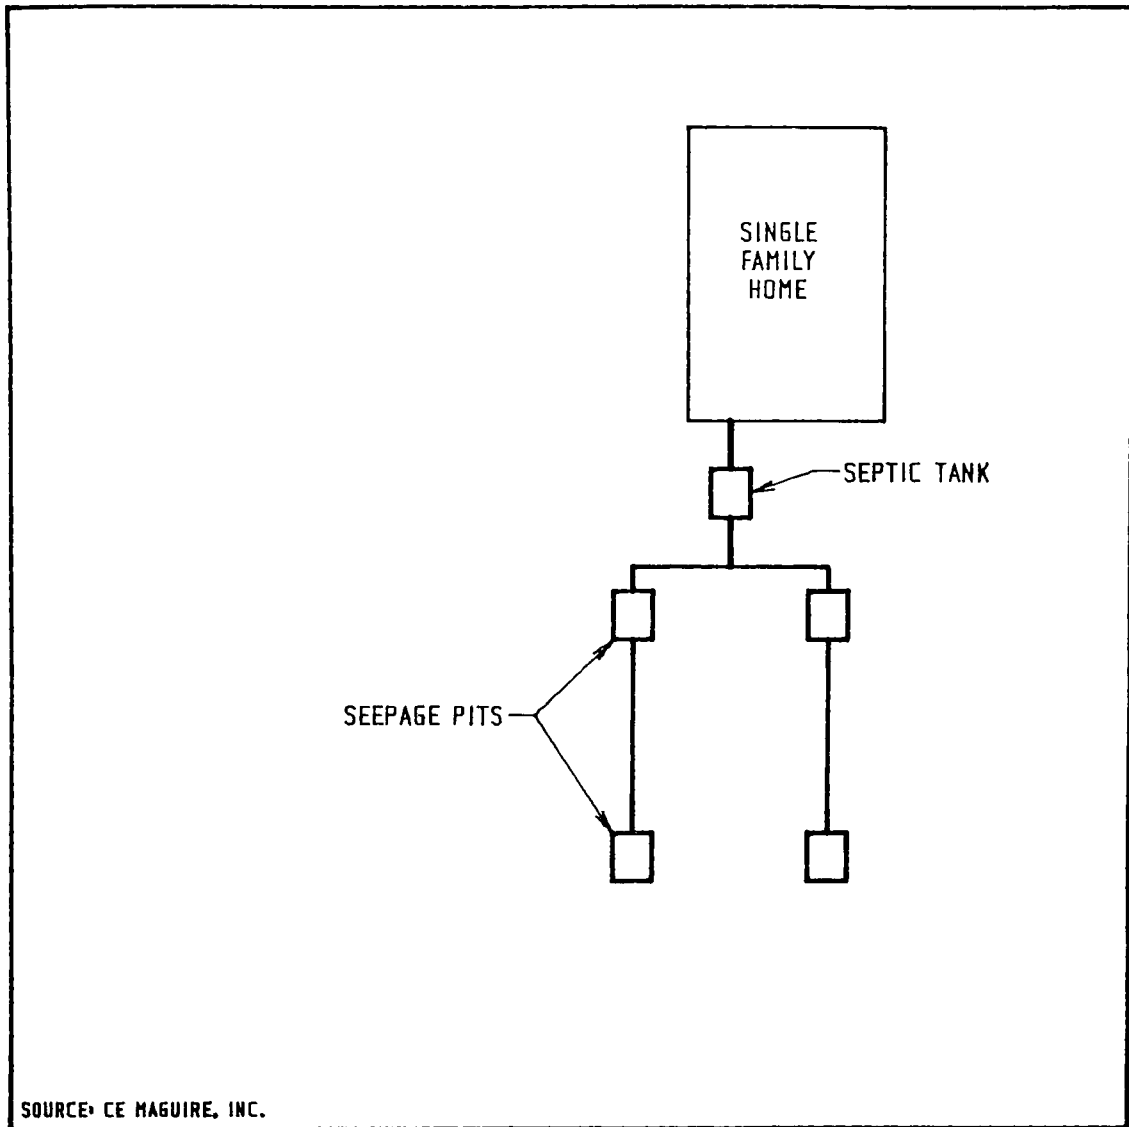 SINGLE
FAMILY
HOME
SEPTIC TANK
SEEPAGE PITS
SOURCE: CE MAGUIRE, INC.